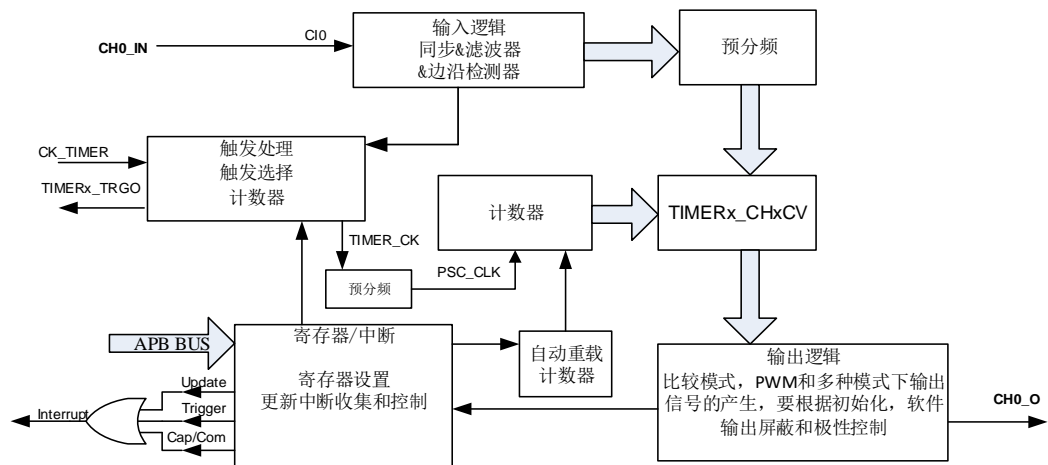 CH0_IN
CI0
输入逻辑
同步&滤波器
&边沿检测器
预分频
CK_TIMER
TIMERx_TRGO
触发处理
触发选择
计数器
TIMER_CK
预分频
PSC_CLK
计数器
TIMERx_CHxCV
APB BUS
寄存器/中断
寄存器设置
更新中断收集和控制
自动重载
计数器
输出逻辑
比较模式，PWM和多种模式下输出
信号的产生，要根据初始化，软件
输出屏蔽和极性控制
CH0_O
Update
Trigger
Cap/Com
Interrupt